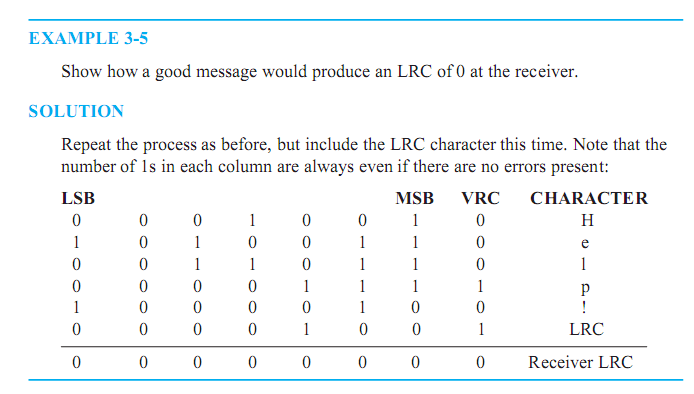 EXAMPLE 3-5
Show how a good message would produce an LRC of 0 at the receiver.
SOLUTION
Repeat the process as before, but include the LRC character this time. Note that the
number of 1s in each column are always even if there are no errors present:
LSB MSB VRC CHARACTER
0 0 0 1 0 0 1 0 H
1 0 1 0 0 1 1 0 e
0 0 1 1 0 1 1 0 l
0 0 0 0 1 1 1 1 p
1 0 0 0 0 1 0 0 !
0 0 0 0 1 0 0 1 LRC
0 0 0 0 0 0 0 0 Receiver LRC